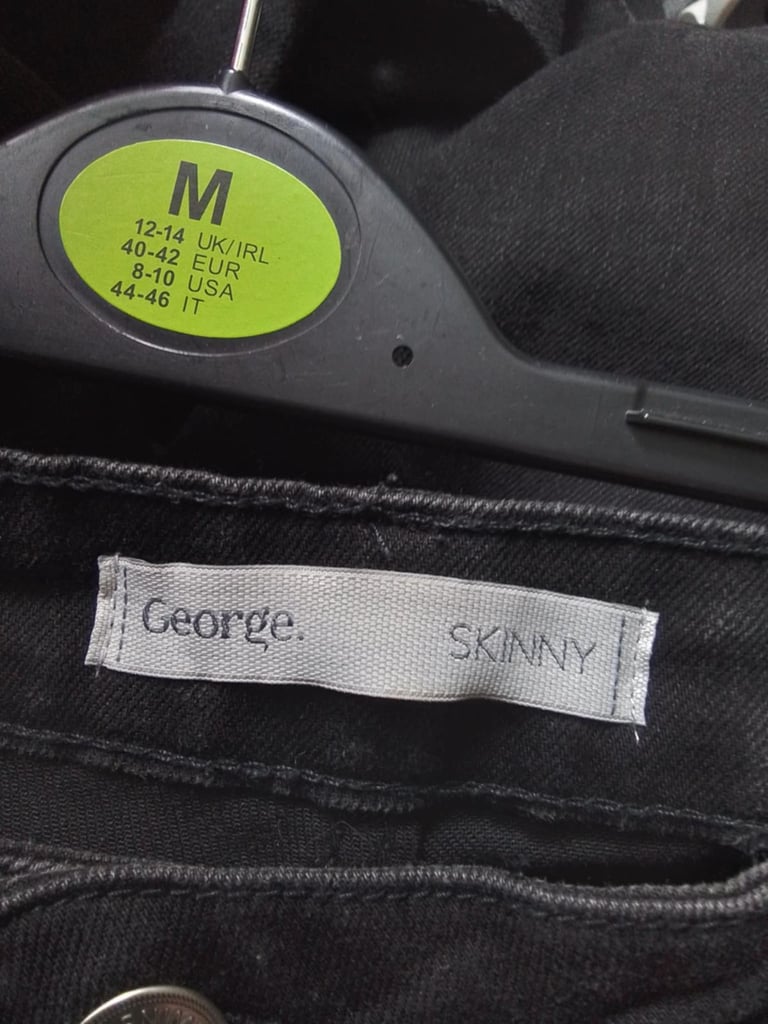 M
12-14 UK/IRL
40-42 EUR
8-10 USA
44-46 IT
George. SKINNY